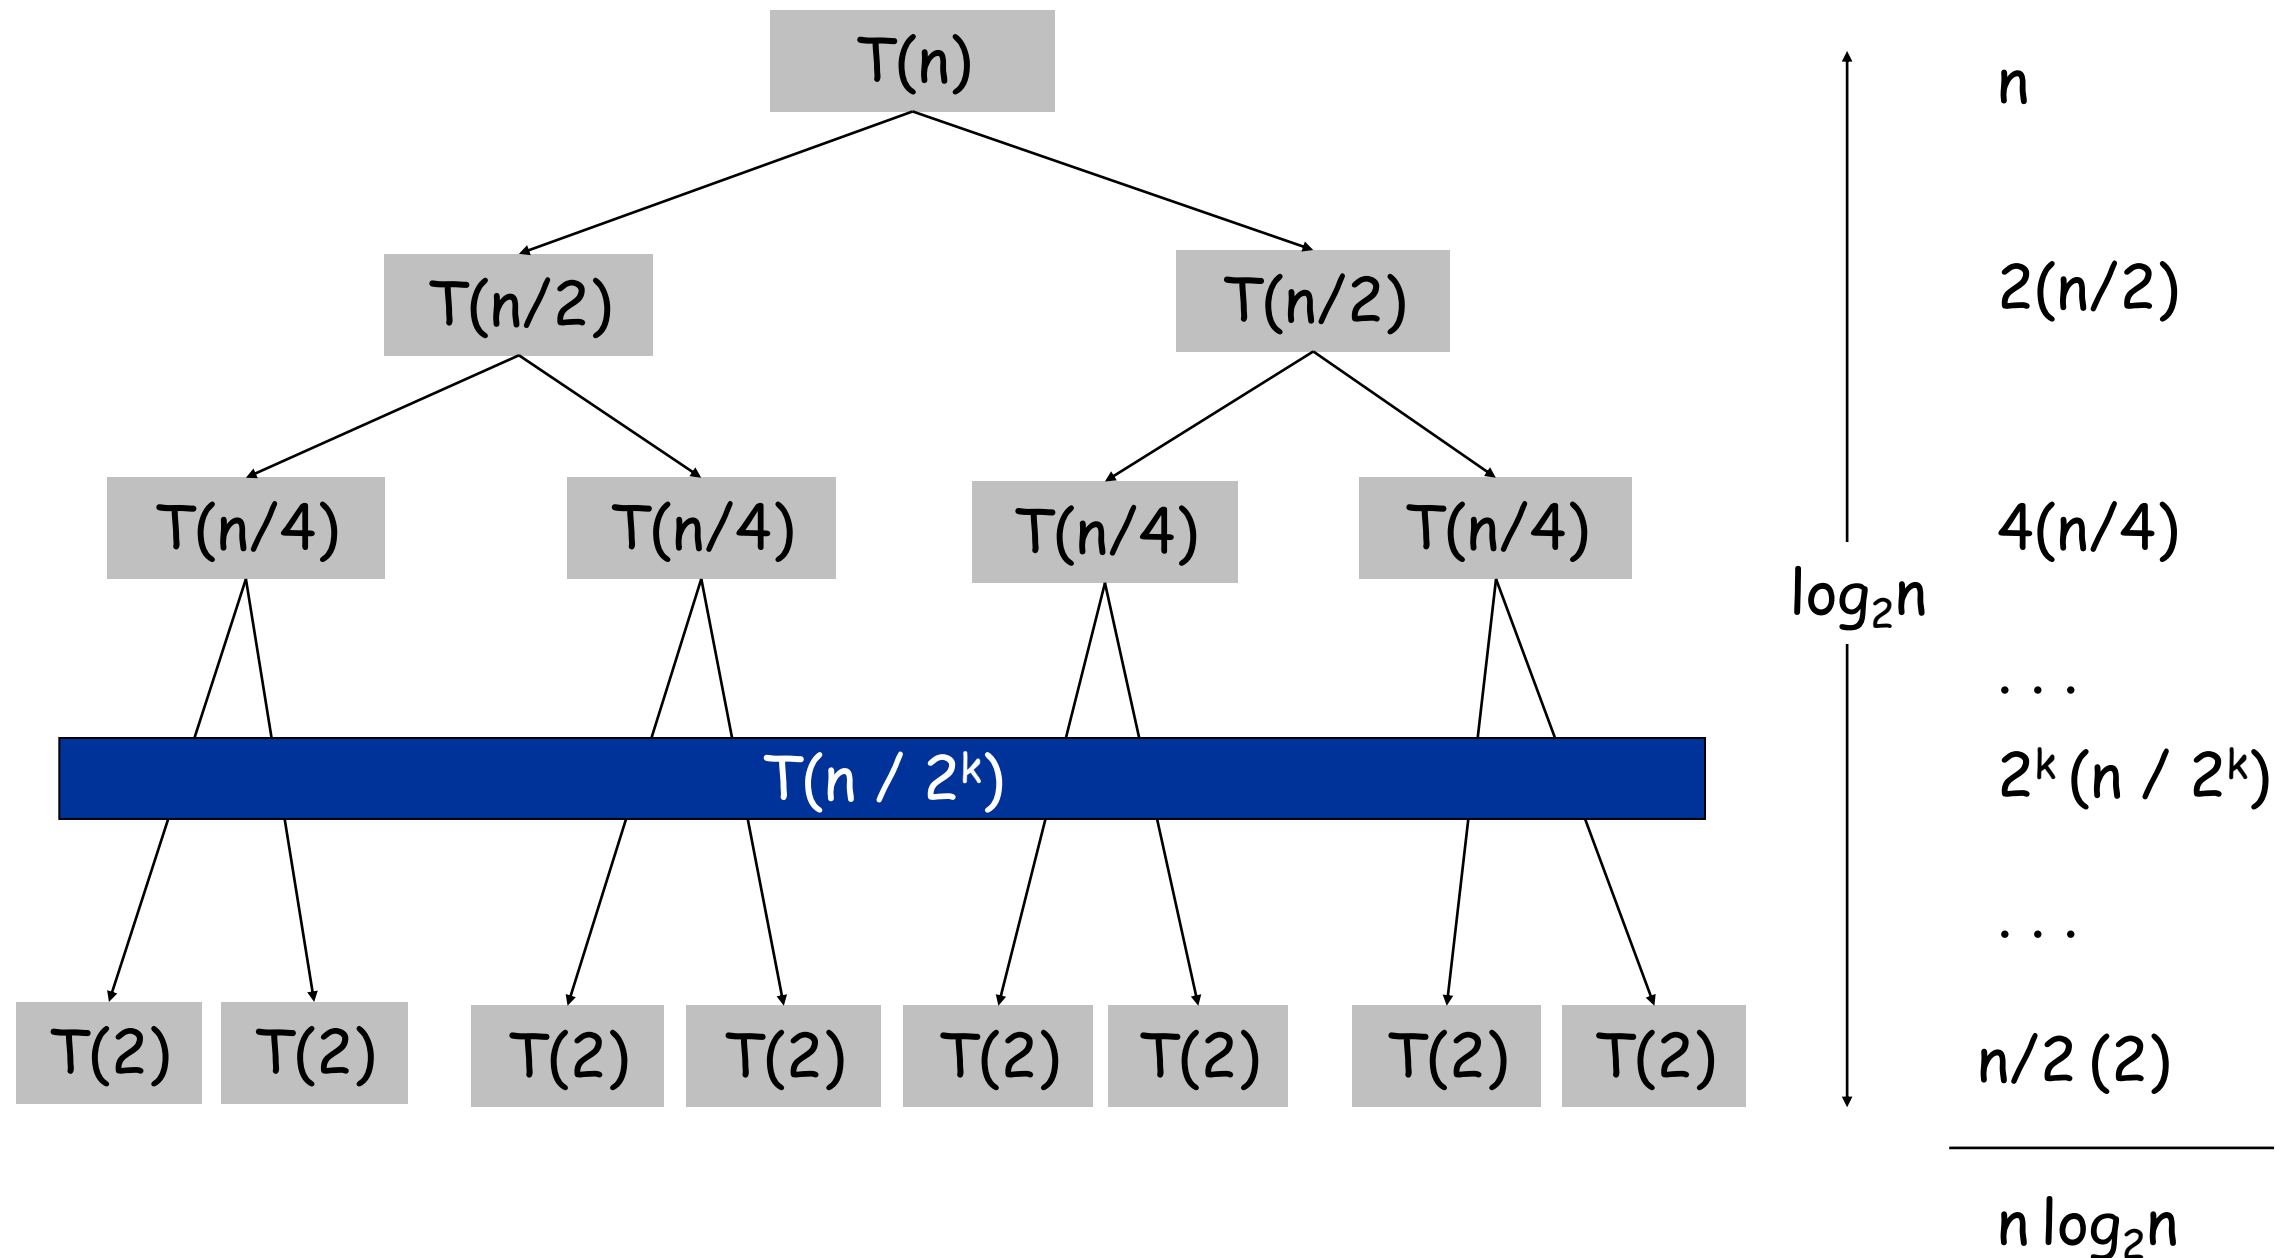 T(n)
n
T(n/2) T(n/2)
2(n/2)
T(n/4) T(n/4) T(n/4) T(n/4)
4(n/4)
log₂n
. . .
T(n / 2ᵏ)
2ᵏ (n / 2ᵏ)
. . .
T(2) T(2) T(2) T(2) T(2) T(2) T(2) T(2)
n/2 (2)
n log₂n